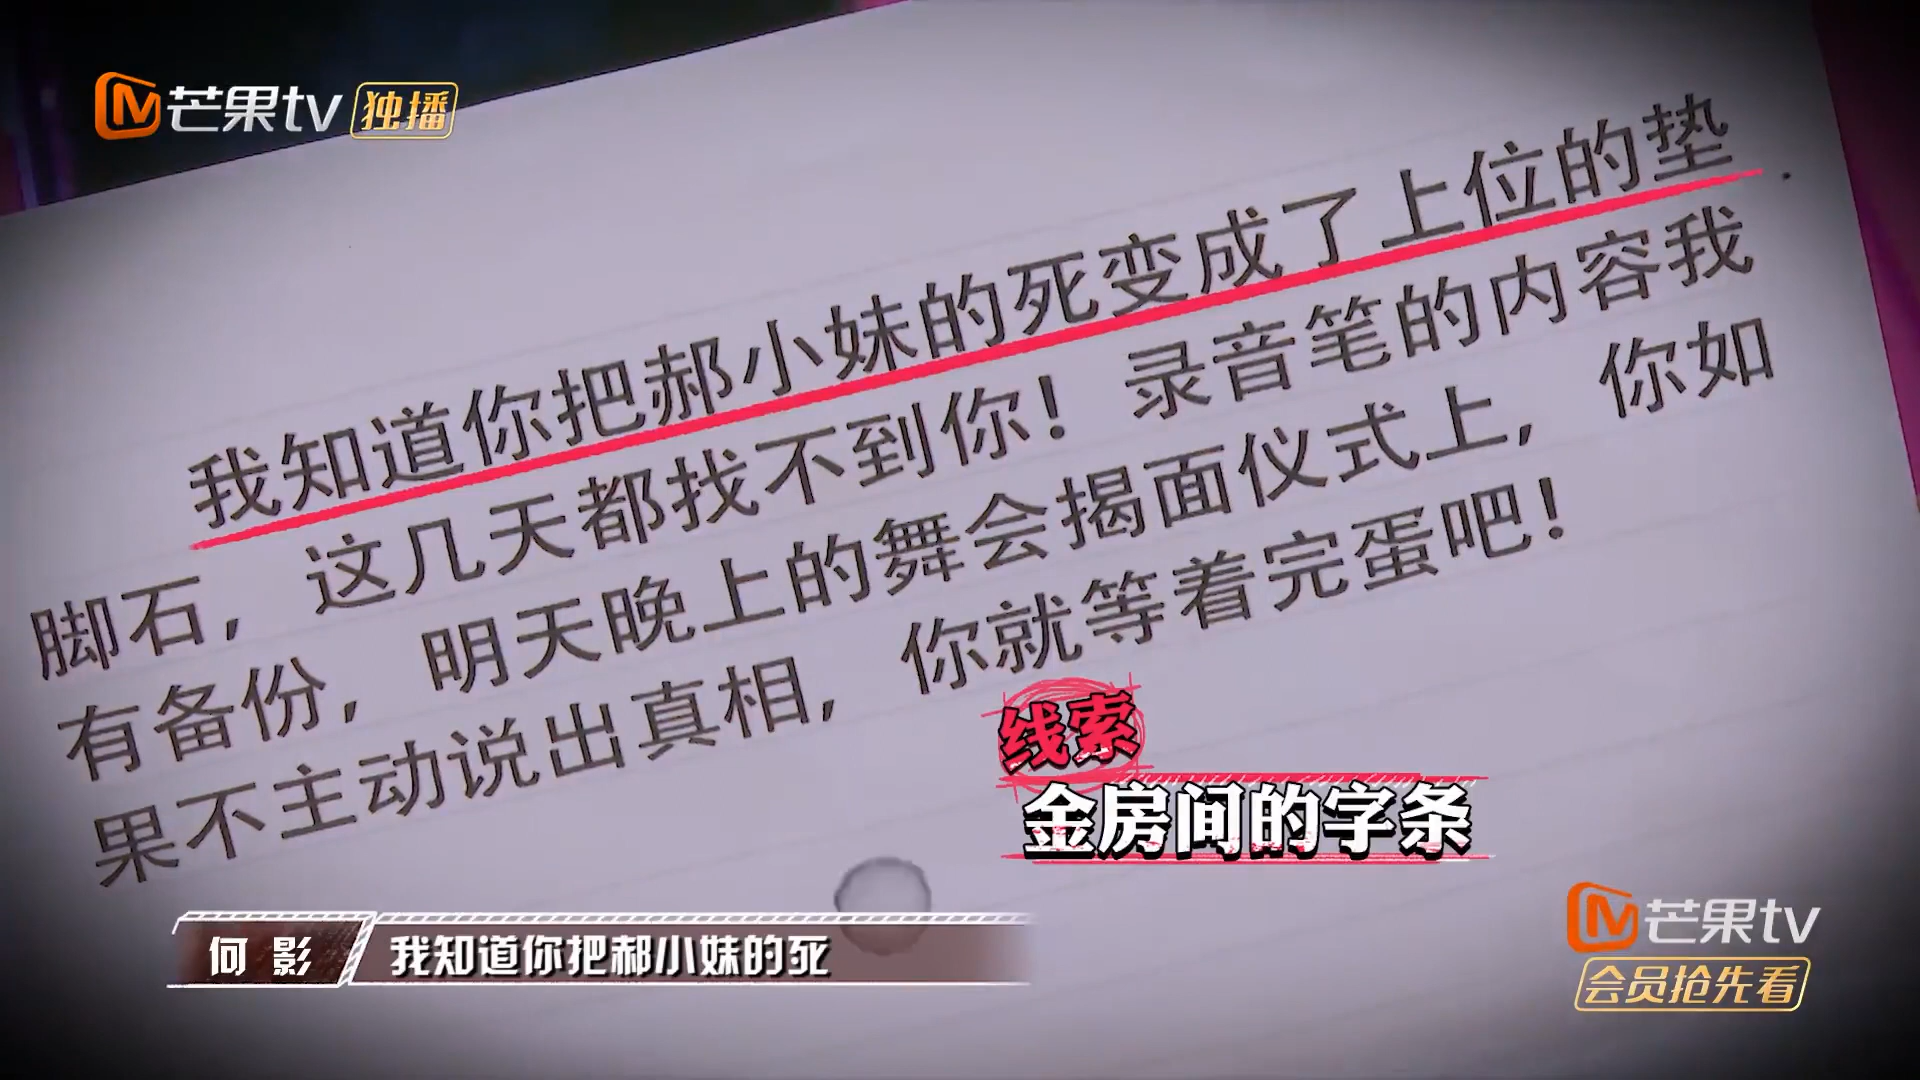 芒果tv 独播
我知道你把郝小妹的死变成了上位的垫
脚石，这几天都找不到你！录音笔的内容我
有备份，明天晚上的舞会揭面仪式上，你如
果不主动说出真相，你就等着完蛋吧！
线索
金房间的字条
何影 我知道你把郝小妹的死
芒果tv
会员抢先看